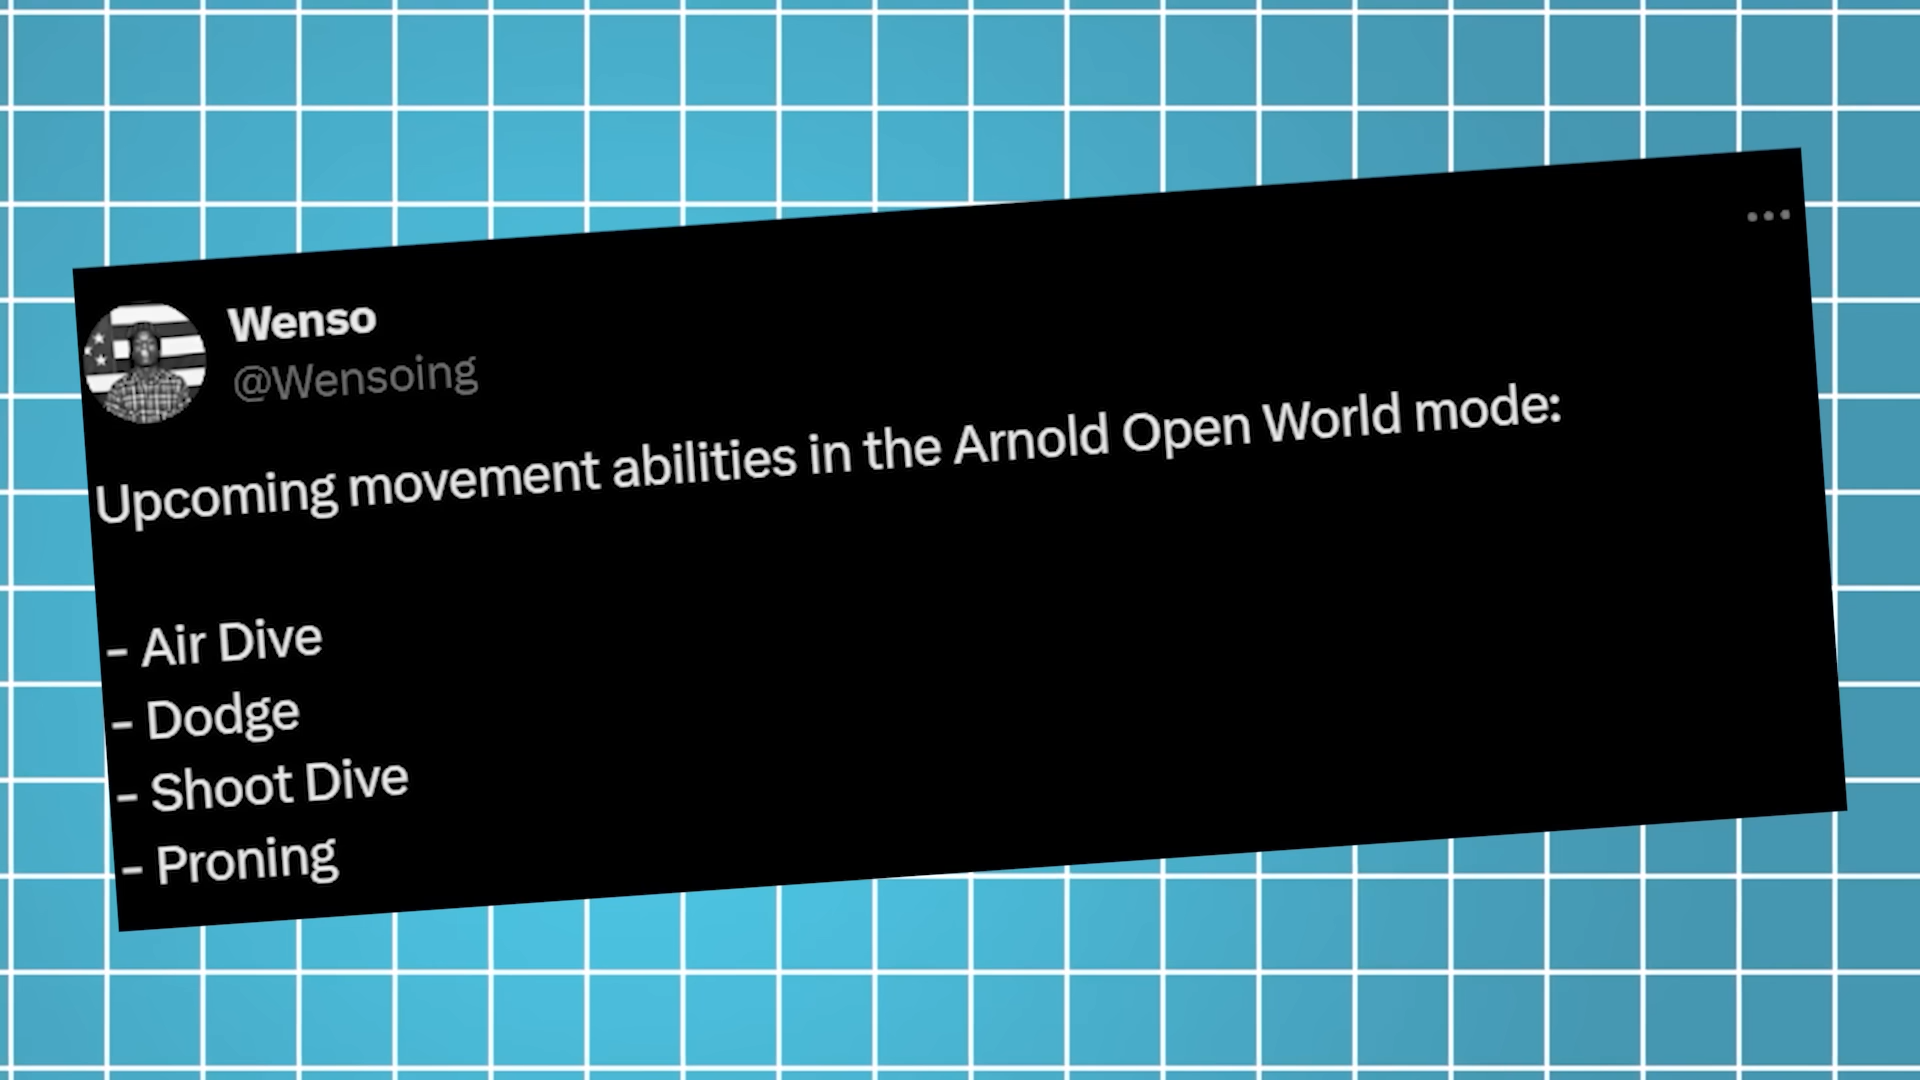 Wenso
@Wensoing
Upcoming movement abilities in the Arnold Open World mode:
- Air Dive
- Dodge
- Shoot Dive
- Proning